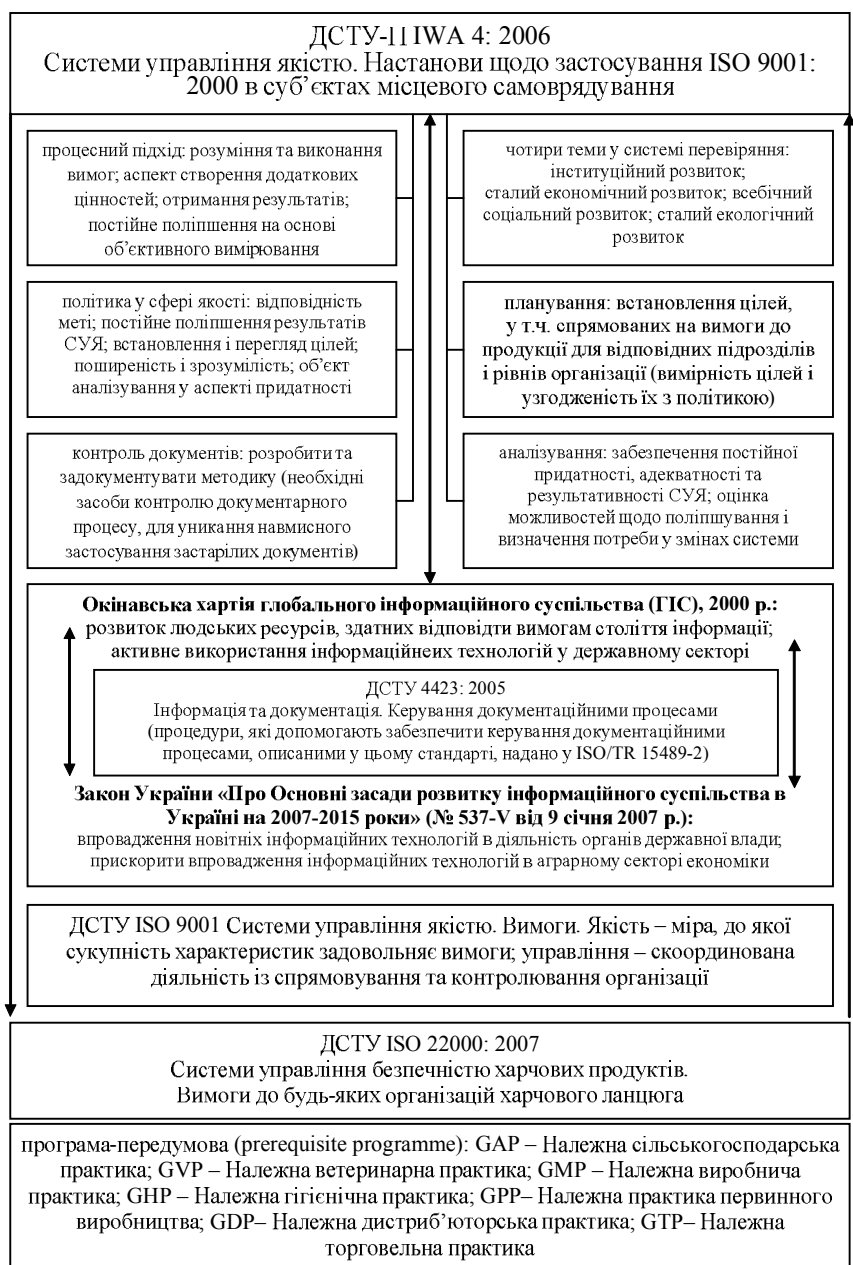 ДСТУ-П IWA 4: 2006
Системи управління якістю. Настанови щодо застосування ISO 9001:
2000 в суб’єктах місцевого самоврядування
процесний підхід: розуміння та виконання
вимог; аспект створення додаткових
цінностей; отримання результатів;
постійне поліпшення на основі
об’єктивного вимірювання
чотири теми у системі перевіряння:
інституційний розвиток;
сталий економічний розвиток; всебічний
соціальний розвиток; сталий екологічний
розвиток
політика у сфері якості: відповідність
меті; постійне поліпшення результатів
СУЯ; встановлення і перегляд цілей;
поширеність і зрозумілість; об’єкт
аналізування у аспекті придатності
планування: встановлення цілей,
у т.ч. спрямованих на вимоги до
продукції для відповідних підрозділів
і рівнів організації (вимірність цілей і
узгодженість їх з політикою)
контроль документів: розробити та
задокументувати методику (необхідні
засоби контролю документарного
процесу, для уникання навмисного
застосування застарілих документів)
аналізування: забезпечення постійної
придатності, адекватності та
результативності СУЯ; оцінка
можливостей щодо поліпшування і
визначення потреби у змінах системи
Окінавська хартія глобального інформаційного суспільства (ГІС), 2000 р.:
розвиток людських ресурсів, здатних відповідти вимогам століття інформації;
активне використання інформаційнеих технологій у державному секторі
ДСТУ 4423: 2005
Інформація та документація. Керування документаційними процесами
(процедури, які допомогають забезпечити керування документаційними
процесами, описаними у цьому стандарті, надано у ISO/TR 15489-2)
Закон України «Про Основні засади розвитку інформаційного суспільства в
Україні на 2007-2015 роки» (№ 537-V від 9 січня 2007 р.):
впровадження новітніх інформаційних технологій в діяльність органів державної влади;
прискорити впровадження інформаційних технологій в аграрному секторі економіки
ДСТУ ISO 9001 Системи управління якістю. Вимоги. Якість – міра, до якої
сукупність характеристик задовольняє вимоги; управління – скоординована
діяльність із спрямовування та контролювання організації
ДСТУ ISO 22000: 2007
Системи управління безпечністю харчових продуктів.
Вимоги до будь-яких організацій харчового ланцюга
програма-передумова (prerequisite programme): GAP – Належна сільськогосподарська
практика; GVP – Належна ветеринарна практика; GMP – Належна виробнича
практика; GHP – Належна гігієнічна практика; GPP– Належна практика первинного
виробництва; GDP– Належна дистриб’юторська практика; GTP– Належна
торговельна практика